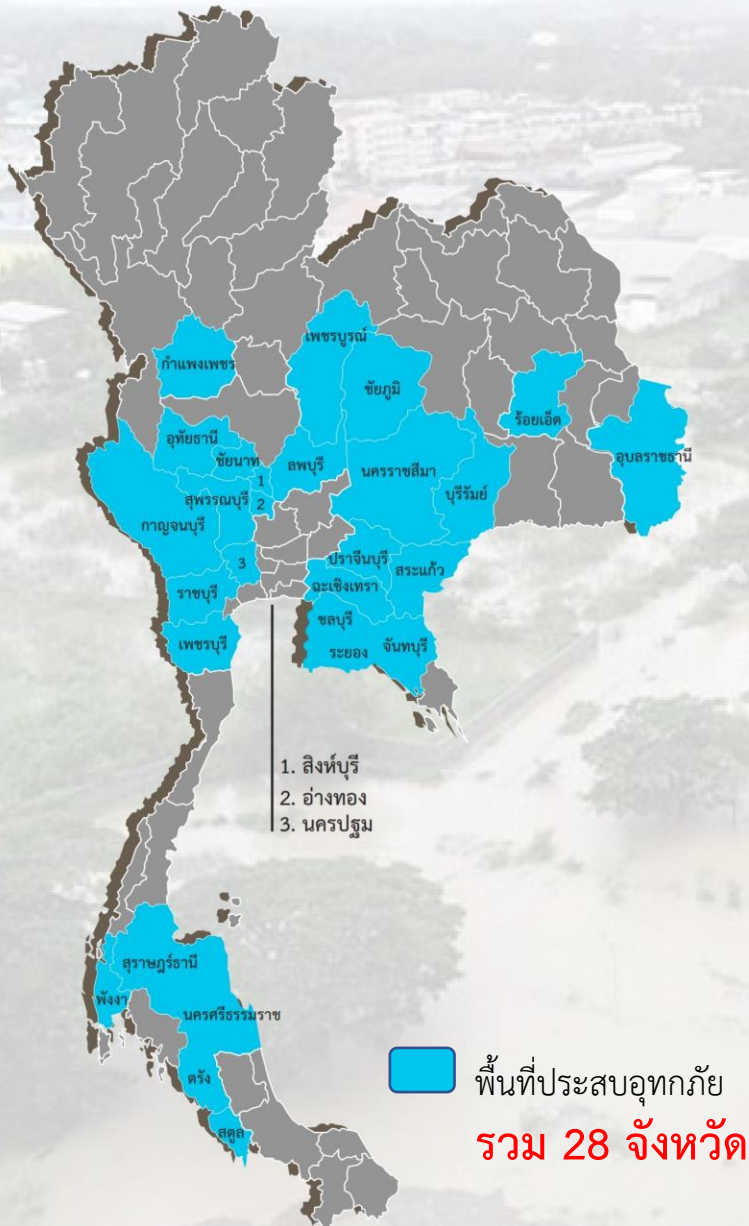 เพชรบูรณ์
กำแพงเพชร
ชัยภูมิ
ร้อยเอ็ด
อุทัยธานี
ชัยนาท
ลพบุรี
นครราชสีมา
อุบลราชธานี
1
สุพรรณบุรี
2
บุรีรัมย์
กาญจนบุรี
3
ปราจีนบุรี
สระแก้ว
ราชบุรี
ฉะเชิงเทรา
ชลบุรี
เพชรบุรี
ระยอง
จันทบุรี
1. สิงห์บุรี
2. อ่างทอง
3. นครปฐม
สุราษฎร์ธานี
พังงา
นครศรีธรรมราช
ตรัง
สตูล
พื้นที่ประสบอุทกภัย
รวม 28 จังหวัด